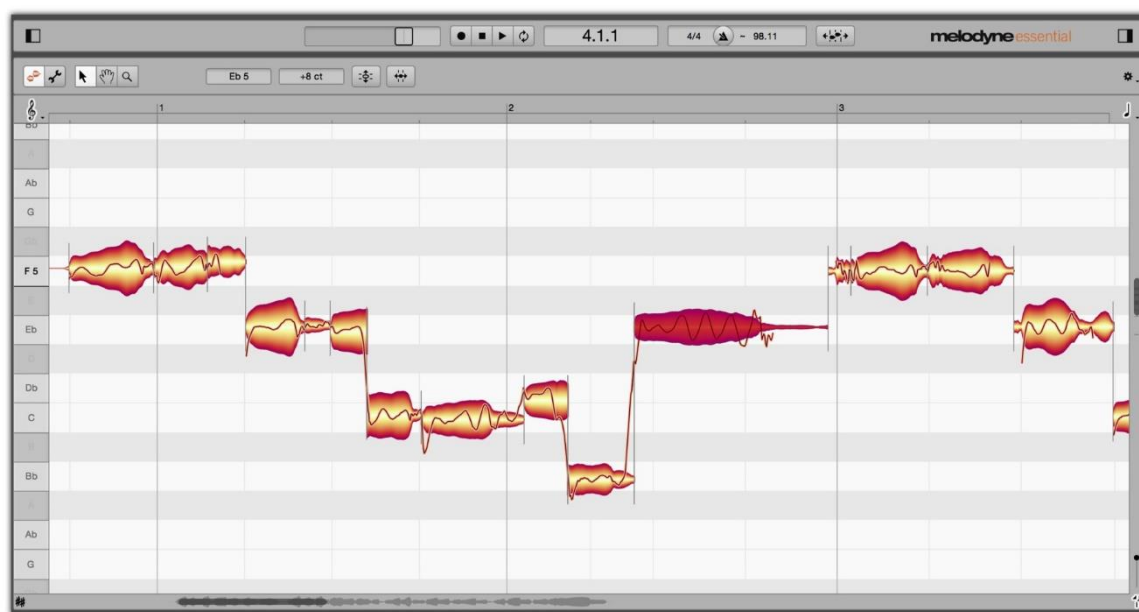 4.1.1 4/4 ~ 98.11 melodyne essential
Eb 5 +8 ct
1 2 3
Bb
Ab
G
F 5
Eb
Db
C
Bb
Ab
G